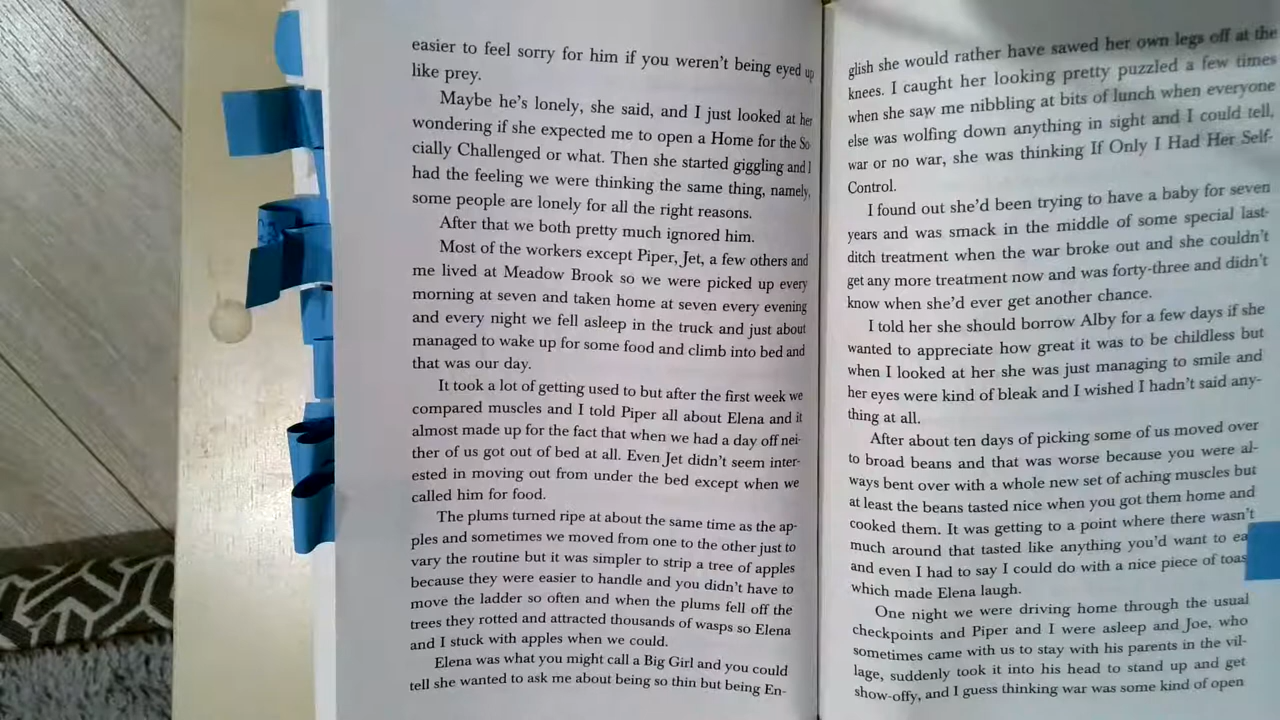 easier to feel sorry for him if you weren't being eyed up
like prey.
Maybe he's lonely, she said, and I just looked at her
wondering if she expected me to open a Home for the So
cially Challenged or what. Then she started giggling and I
had the feeling we were thinking the same thing, namely,
some people are lonely for all the right reasons.
After that we both pretty much ignored him.
Most of the workers except Piper, Jet, a few others and
me lived at Meadow Brook so we were picked up every
morning at seven and taken home at seven every evening
and every night we fell asleep in the truck and just about
managed to wake up for some food and climb into bed and
that was our day.
It took a lot of getting used to but after the first week we
compared muscles and I told Piper all about Elena and it
almost made up for the fact that when we had a day off nei-
ther of us got out of bed at all. Even Jet didn't seem inter-
ested in moving out from under the bed except when we
called him for food.
The plums turned ripe at about the same time as the ap-
ples and sometimes we moved from one to the other just to
vary the routine but it was simpler to strip a tree of apples
because they were easier to handle and you didn't have to
move the ladder so often and when the plums fell off the
trees they rotted and attracted thousands of wasps so Elena
and I stuck with apples when we could.
Elena was what you might call a Big Girl and you could
tell she wanted to ask me about being so thin but being En-
glish she would rather have sawed her own legs off at the
knees. I caught her looking pretty puzzled a few times
when she saw me nibbling at bits of lunch when everyone
else was wolfing down anything in sight and I could tell,
war or no war, she was thinking If Only I Had Her Self-
Control.
I found out she'd been trying to have a baby for seven
years and was smack in the middle of some special last-
ditch treatment when the war broke out and she couldn't
get any more treatment now and was forty-three and didn't
know when she'd ever get another chance.
I told her she should borrow Alby for a few days if she
wanted to appreciate how great it was to be childless but
when I looked at her she was just managing to smile and
her eyes were kind of bleak and I wished I hadn't said any-
thing at all.
After about ten days of picking some of us moved over
to broad beans and that was worse because you were al-
ways bent over with a whole new set of aching muscles but
at least the beans tasted nice when you got them home and
cooked them. It was getting to a point where there wasn't
much around that tasted like anything you'd want to ea
and even I had to say I could do with a nice piece of toas
which made Elena laugh.
One night we were driving home through the usual
checkpoints and Piper and I were asleep and Joe, who
sometimes came with us to stay with his parents in the vil-
lage, suddenly took it into his head to stand up and get
show-offy, and I guess thinking war was some kind of open